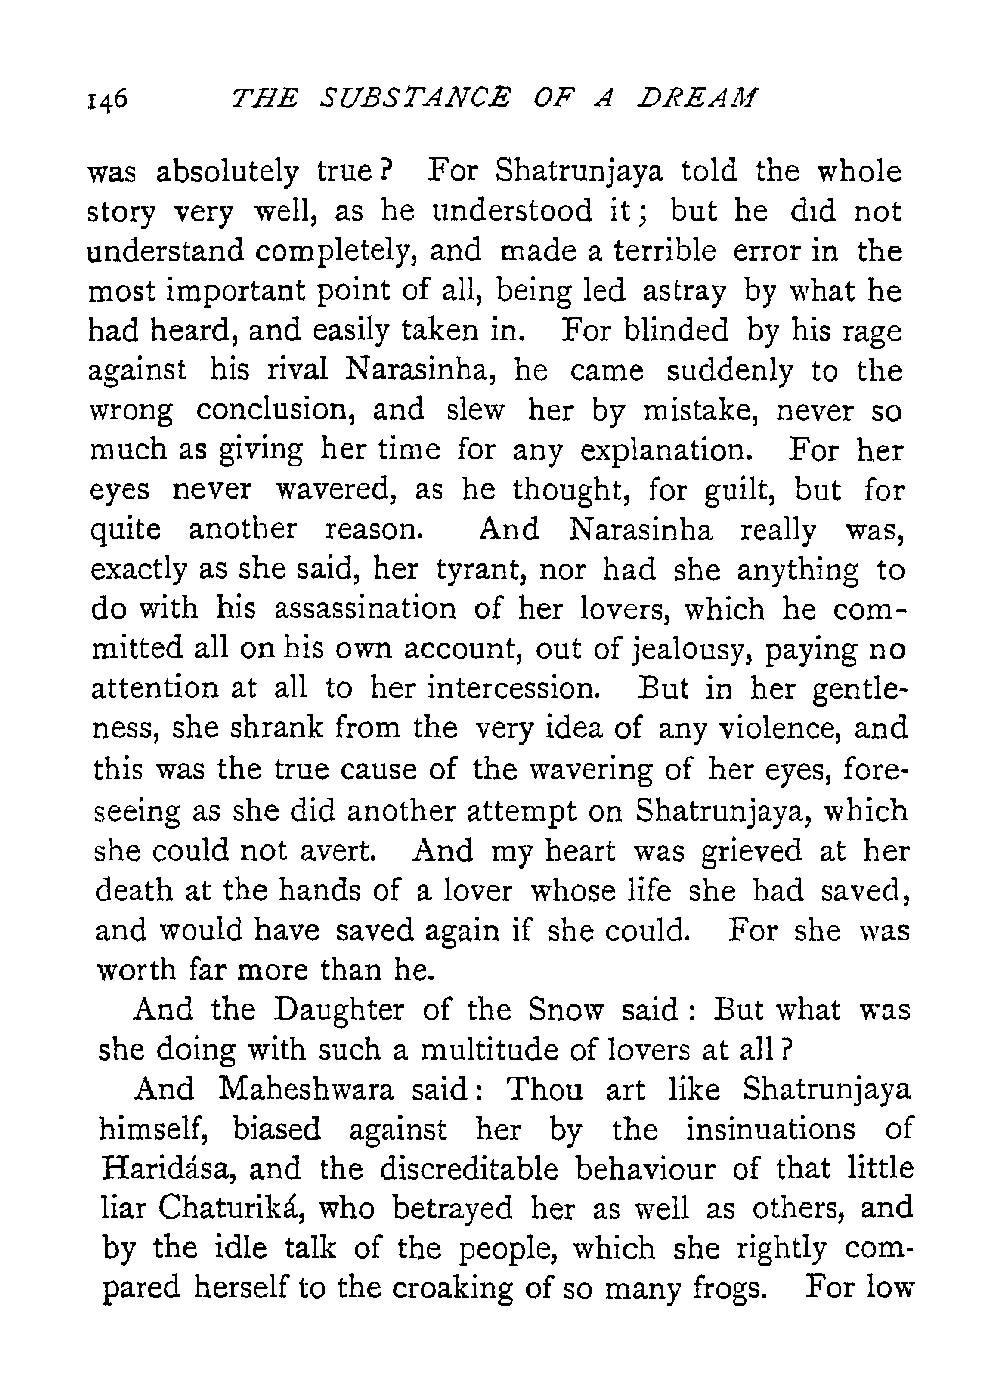 146 THE SUBSTANCE OF A DREAM
was absolutely true? For Shatrunjaya told the whole
story very well, as he understood it; but he did not
understand completely, and made a terrible error in the
most important point of all, being led astray by what he
had heard, and easily taken in. For blinded by his rage
against his rival Narasinha, he came suddenly to the
wrong conclusion, and slew her by mistake, never so
much as giving her time for any explanation. For her
eyes never wavered, as he thought, for guilt, but for
quite another reason. And Narasinha really was,
exactly as she said, her tyrant, nor had she anything to
do with his assassination of her lovers, which he com-
mitted all on his own account, out of jealousy, paying no
attention at all to her intercession. But in her gentle-
ness, she shrank from the very idea of any violence, and
this was the true cause of the wavering of her eyes, fore-
seeing as she did another attempt on Shatrunjaya, which
she could not avert. And my heart was grieved at her
death at the hands of a lover whose life she had saved,
and would have saved again if she could. For she was
worth far more than he.
And the Daughter of the Snow said: But what was
she doing with such a multitude of lovers at all?
And Maheshwara said: Thou art like Shatrunjaya
himself, biased against her by the insinuations of
Haridása, and the discreditable behaviour of that little
liar Chaturiká, who betrayed her as well as others, and
by the idle talk of the people, which she rightly com-
pared herself to the croaking of so many frogs. For low